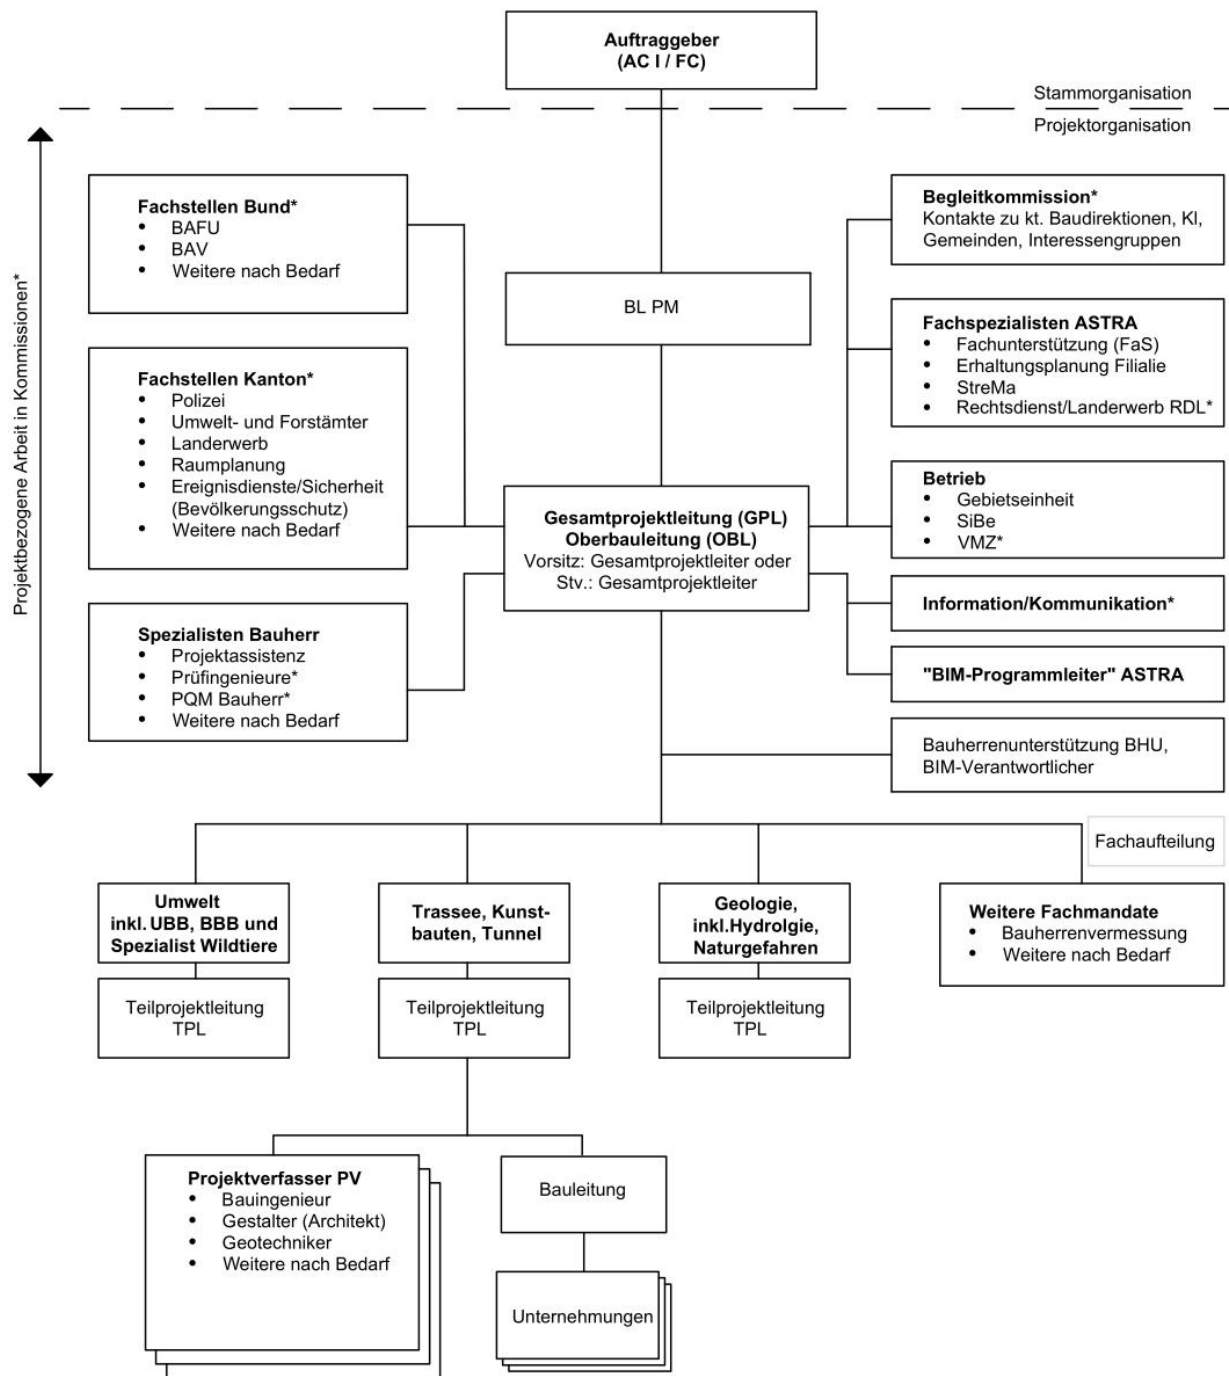 Auftraggeber
(AC I / FC)
Stammorganisation
Projektorganisation
Projektbezogene Arbeit in Kommissionen*
Fachstellen Bund*
• BAFU
• BAV
• Weitere nach Bedarf
Fachstellen Kanton*
• Polizei
• Umwelt- und Forstämter
• Landerwerb
• Raumplanung
• Ereignisdienste/Sicherheit
(Bevölkerungsschutz)
• Weitere nach Bedarf
Spezialisten Bauherr
• Projektassistenz
• Prüfingenieure*
• PQM Bauherr*
• Weitere nach Bedarf
BL PM
Gesamtprojektleitung (GPL)
Oberbauleitung (OBL)
Vorsitz: Gesamtprojektleiter oder
Stv.: Gesamtprojektleiter
Begleitkommission*
Kontakte zu kt. Baudirektionen, KI,
Gemeinden, Interessengruppen
Fachspezialisten ASTRA
• Fachunterstützung (FaS)
• Erhaltungsplanung Filiale
• StreMa
• Rechtsdienst/Landerwerb RDL*
Betrieb
• Gebietseinheit
• SiBe
• VMZ*
Information/Kommunikation*
"BIM-Programmleiter" ASTRA
Bauherrenunterstützung BHU,
BIM-Verantwortlicher
Fachaufteilung
Umwelt
inkl. UBB, BBB und
Spezialist Wildtiere
Teilprojektleitung
TPL
Trassee, Kunst-
bauten, Tunnel
Teilprojektleitung
TPL
Geologie,
inkl.Hydrolgie,
Naturgefahren
Teilprojektleitung
TPL
Weitere Fachmandate
• Bauherrenvermessung
• Weitere nach Bedarf
Projektverfasser PV
• Bauingenieur
• Gestalter (Architekt)
• Geotechniker
• Weitere nach Bedarf
Bauleitung
Unternehmungen